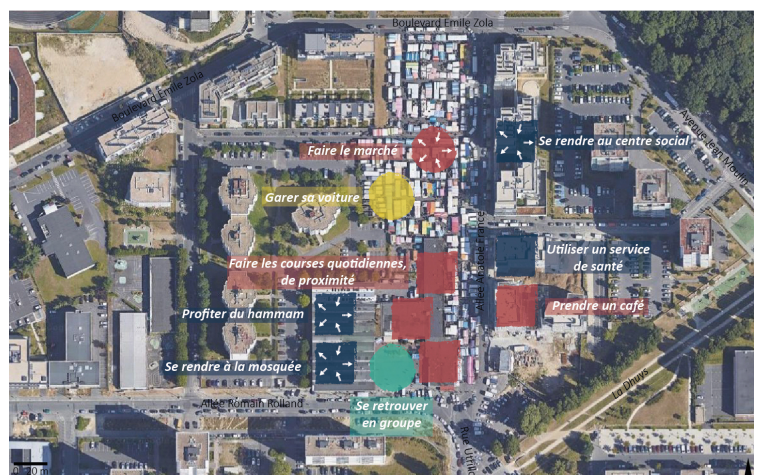 Boulevard Emile Zola
Boulevard Emile Zola
Avenue Jean Moulin
Faire le marché
Se rendre au centre social
Garer sa voiture
Allée Anatole France
Utiliser un service
de santé
Faire les courses quotidiennes,
de proximité
Profiter du hammam
Prendre un café
Se rendre à la mosquée
La Dhuys
Allée Romain Rolland
Se retrouver
en groupe
Rue